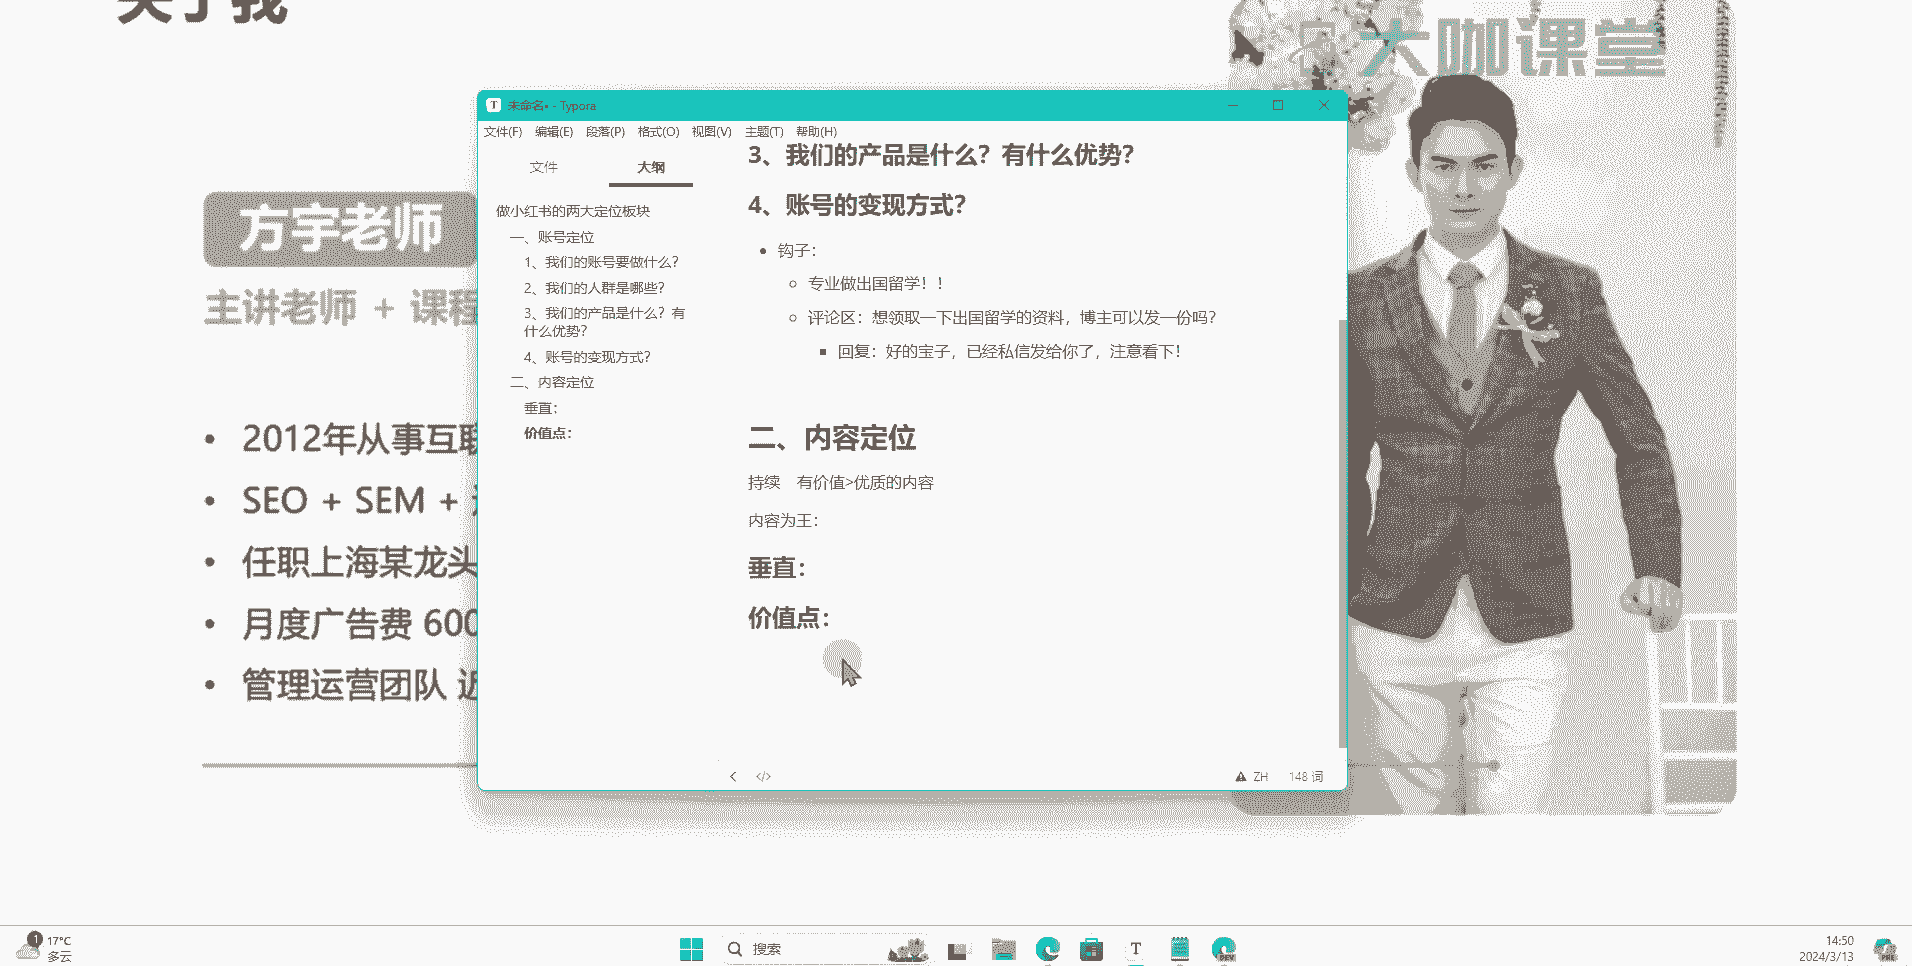 关于我
大咖课堂
方宇老师
主讲老师 + 课程
2012年从事互联
SEO + SEM +
任职上海某龙头
月度广告费 600
管理运营团队 近
未命名• - Typora
文件(F) 编辑(E) 段落(P) 格式(O) 视图(V) 主题(T) 帮助(H)
文件 大纲
做小红书的两大定位板块
一、账号定位
1、我们的账号要做什么？
2、我们的人群是哪些？
3、我们的产品是什么？有
什么优势？
4、账号的变现方式？
二、内容定位
垂直：
价值点：
3、我们的产品是什么？有什么优势？
4、账号的变现方式？
钩子：
专业做出国留学！！
评论区：想领取一下出国留学的资料，博主可以发一份吗？
回复：好的宝子，已经私信发给你了，注意看下！
二、内容定位
持续 有价值>优质的内容
内容为王：
垂直：
价值点：
</> ZH 148 词
1 17°C
多云
搜索
T
DEV
14:50
2024/3/13
PRE